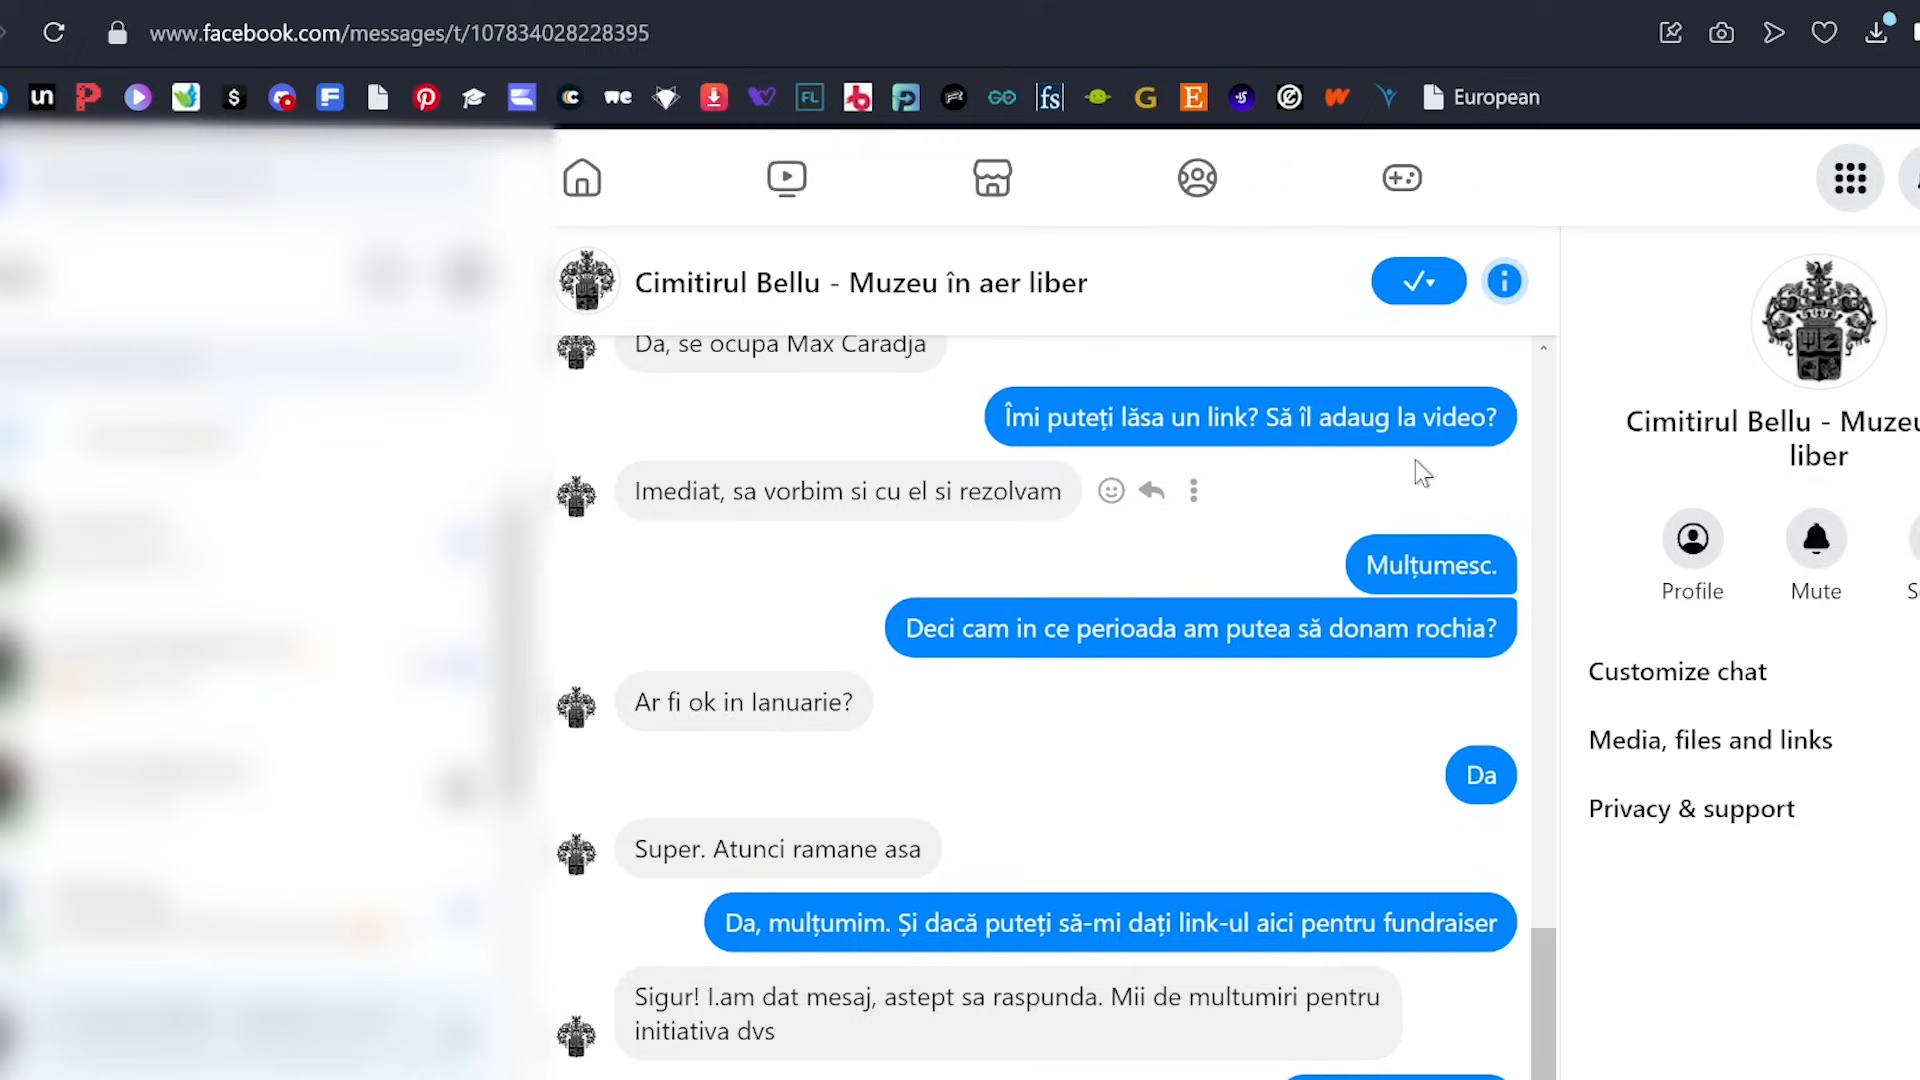 www.facebook.com/messages/t/107834028228395
un
$
F
we
FL
fs
G
E
European
Cimitirul Bellu - Muzeu în aer liber
Da, se ocupa Max Caradja
Îmi puteți lăsa un link? Să îl adaug la video?
Imediat, sa vorbim si cu el si rezolvam
Mulțumesc.
Deci cam in ce perioada am putea să donam rochia?
Ar fi ok in Ianuarie?
Da
Super. Atunci ramane asa
Da, mulțumim. Și dacă puteți să-mi dați link-ul aici pentru fundraiser
Sigur! I.am dat mesaj, astept sa raspunda. Mii de multumiri pentru
initiativa dvs
Cimitirul Bellu - Muzeu
liber
Profile
Mute
Customize chat
Media, files and links
Privacy & support